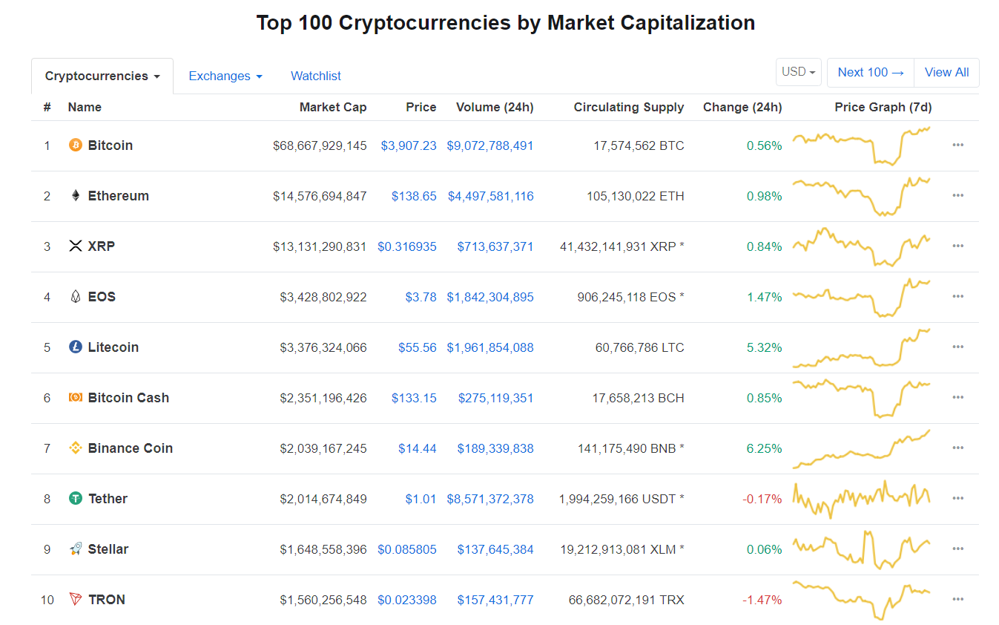 Top 100 Cryptocurrencies by Market Capitalization
Cryptocurrencies Exchanges Watchlist USD Next 100 → View All
# Name Market Cap Price Volume (24h) Circulating Supply Change (24h) Price Graph (7d)
1 Bitcoin $68,667,929,145 $3,907.23 $9,072,788,491 17,574,562 BTC 0.56%
2 Ethereum $14,576,694,847 $138.65 $4,497,581,116 105,130,022 ETH 0.98%
3 XRP $13,131,290,831 $0.316935 $713,637,371 41,432,141,931 XRP * 0.84%
4 EOS $3,428,802,922 $3.78 $1,842,304,895 906,245,118 EOS * 1.47%
5 Litecoin $3,376,324,066 $55.56 $1,961,854,088 60,766,786 LTC 5.32%
6 Bitcoin Cash $2,351,196,426 $133.15 $275,119,351 17,658,213 BCH 0.85%
7 Binance Coin $2,039,167,245 $14.44 $189,339,838 141,175,490 BNB * 6.25%
8 Tether $2,014,674,849 $1.01 $8,571,372,378 1,994,259,166 USDT * -0.17%
9 Stellar $1,648,558,396 $0.085805 $137,645,384 19,212,913,081 XLM * 0.06%
10 TRON $1,560,256,548 $0.023398 $157,431,777 66,682,072,191 TRX -1.47%